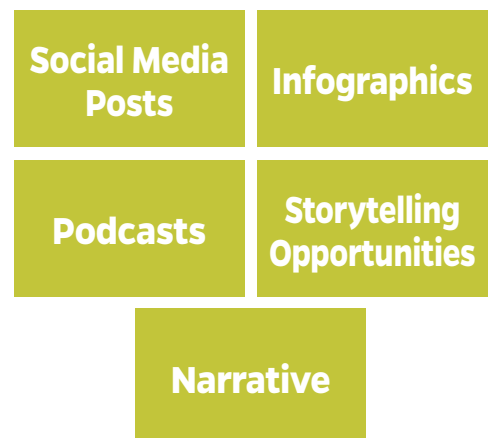 Social Media
Posts
Infographics
Podcasts
Storytelling
Opportunities
Narrative